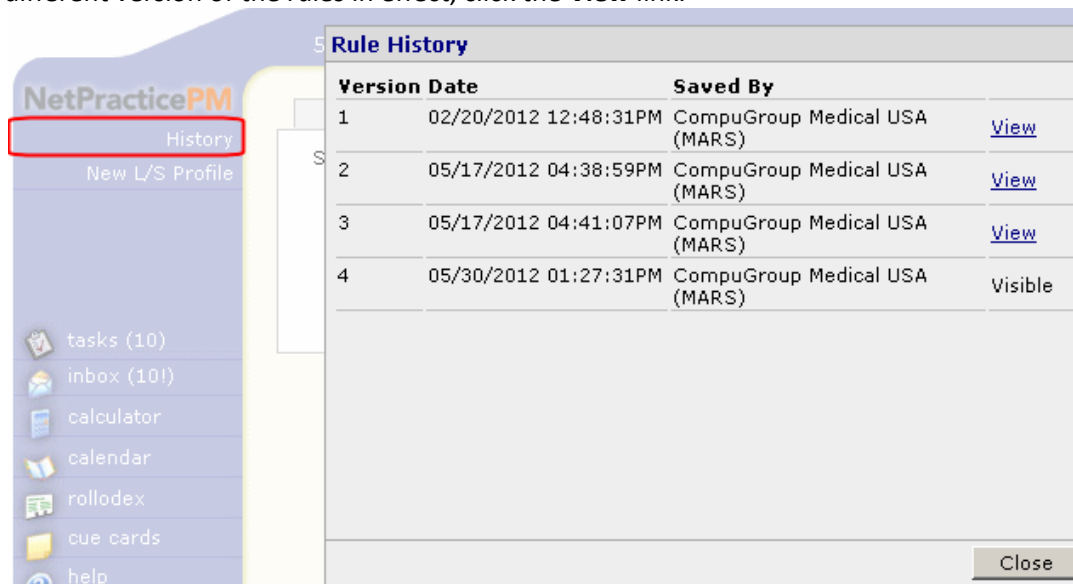 different version of the rules in effect, click the View link.
5
Rule History
NetPracticePM
History
New L/S Profile
S
Version Date Saved By
1 02/20/2012 12:48:31PM CompuGroup Medical USA (MARS) View
2 05/17/2012 04:38:59PM CompuGroup Medical USA (MARS) View
3 05/17/2012 04:41:07PM CompuGroup Medical USA (MARS) View
4 05/30/2012 01:27:31PM CompuGroup Medical USA (MARS) Visible
tasks (10)
inbox (10!)
calculator
calendar
rollodex
cue cards
help
Close